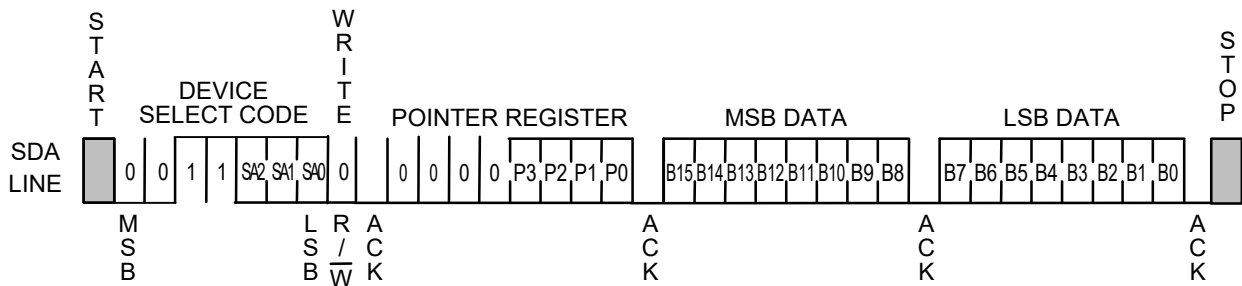 START
WRITE
STOP
DEVICE
SELECT CODE
POINTER REGISTER
MSB DATA
LSB DATA
SDA
LINE
0 0 1 1 SA2 SA1 SA0 0 0 0 0 0 P3 P2 P1 P0 B15 B14 B13 B12 B11 B10 B9 B8 B7 B6 B5 B4 B3 B2 B1 B0
MSB
LSB
R/W
ACK
ACK
ACK
ACK